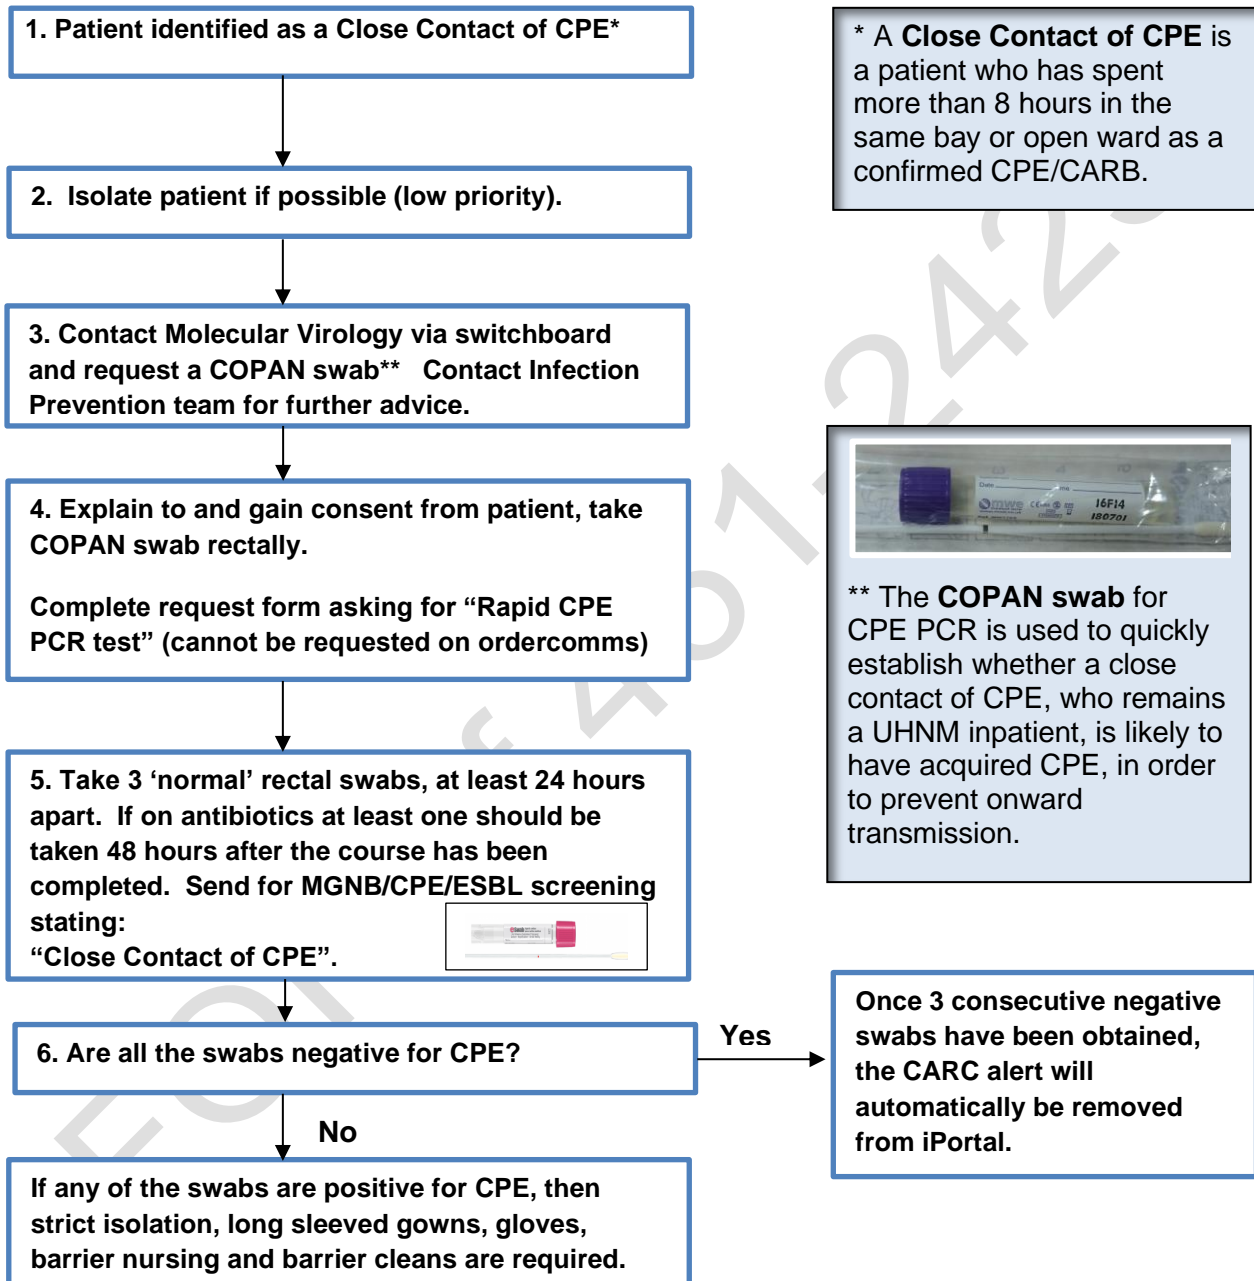 1. Patient identified as a Close Contact of CPE*
* A Close Contact of CPE is
a patient who has spent
more than 8 hours in the
same bay or open ward as a
confirmed CPE/CARB.
2. Isolate patient if possible (low priority).
3. Contact Molecular Virology via switchboard
and request a COPAN swab** Contact Infection
Prevention team for further advice.
4. Explain to and gain consent from patient, take
COPAN swab rectally.
Complete request form asking for “Rapid CPE
PCR test” (cannot be requested on ordercomms)
mwe
16F14
180701
** The COPAN swab for
CPE PCR is used to quickly
establish whether a close
contact of CPE, who remains
a UHNM inpatient, is likely to
have acquired CPE, in order
to prevent onward
transmission.
5. Take 3 ‘normal’ rectal swabs, at least 24 hours
apart. If on antibiotics at least one should be
taken 48 hours after the course has been
completed. Send for MGNB/CPE/ESBL screening
stating:
“Close Contact of CPE”.
6. Are all the swabs negative for CPE?
Yes
Once 3 consecutive negative
swabs have been obtained,
the CARC alert will
automatically be removed
from iPortal.
No
If any of the swabs are positive for CPE, then
strict isolation, long sleeved gowns, gloves,
barrier nursing and barrier cleans are required.